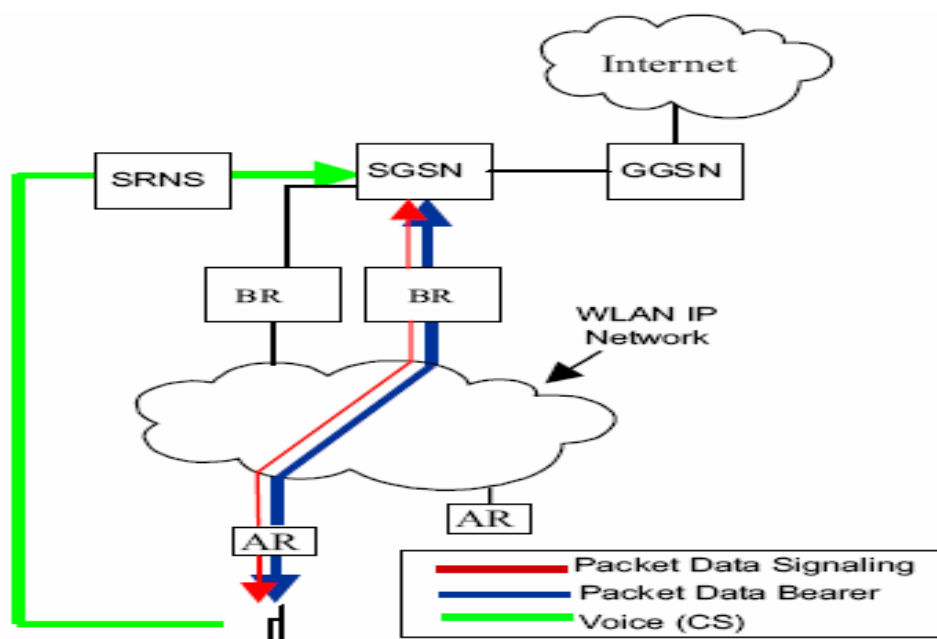 Internet
SRNS
SGSN
GGSN
BR
BR
WLAN IP
Network
AR
AR
Packet Data Signaling
Packet Data Bearer
Voice (CS)